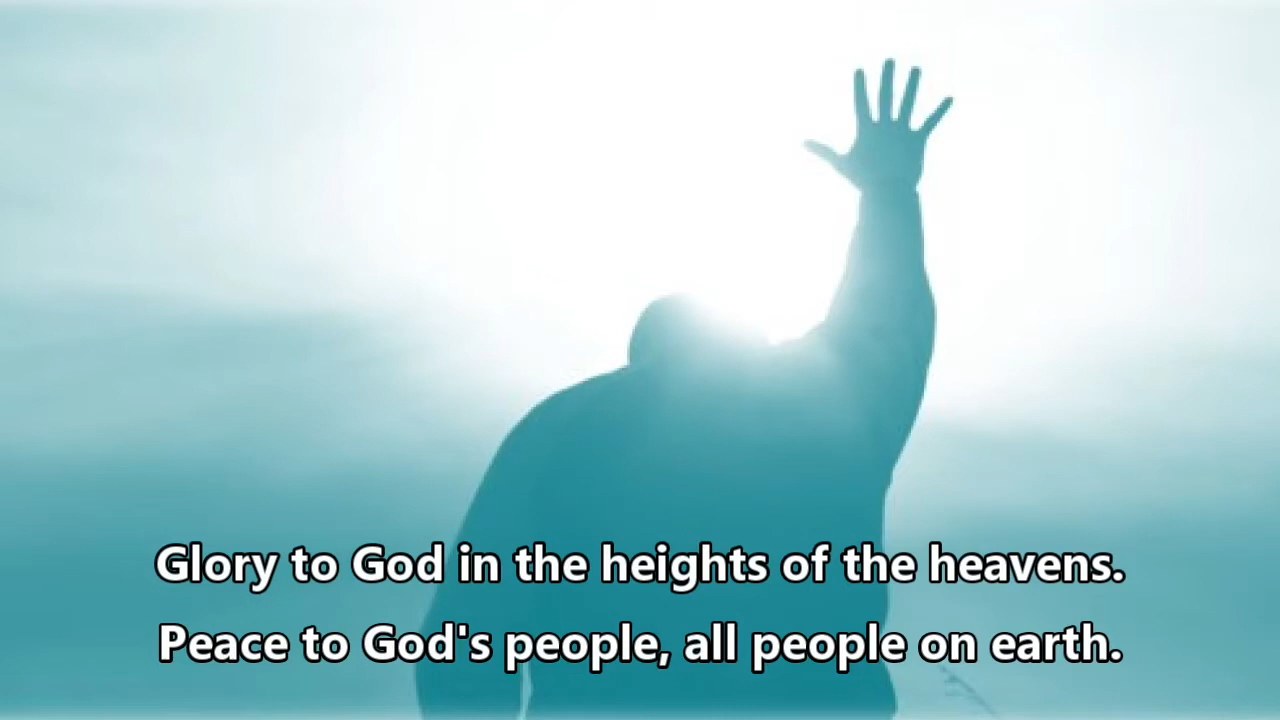 Glory to God in the heights of the heavens.
Peace to God's people, all people on earth.